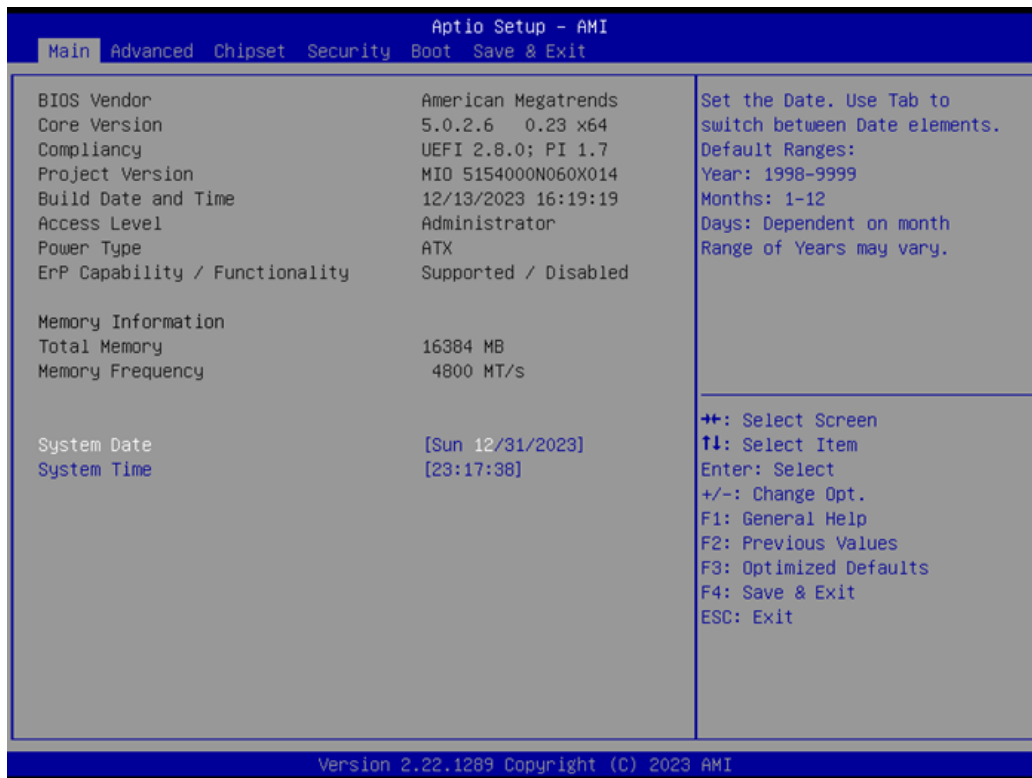 Aptio Setup – AMI
Main Advanced Chipset Security Boot Save & Exit
BIOS Vendor American Megatrends
Core Version 5.0.2.6 0.23 x64
Compliancy UEFI 2.8.0; PI 1.7
Project Version MIO 5154000N060X014
Build Date and Time 12/13/2023 16:19:19
Access Level Administrator
Power Type ATX
ErP Capability / Functionality Supported / Disabled
Memory Information
Total Memory 16384 MB
Memory Frequency 4800 MT/s
System Date [Sun 12/31/2023]
System Time [23:17:38]
Set the Date. Use Tab to
switch between Date elements.
Default Ranges:
Year: 1998-9999
Months: 1-12
Days: Dependent on month
Range of Years may vary.
→←: Select Screen
↑↓: Select Item
Enter: Select
+/-: Change Opt.
F1: General Help
F2: Previous Values
F3: Optimized Defaults
F4: Save & Exit
ESC: Exit
Version 2.22.1289 Copyright (C) 2023 AMI